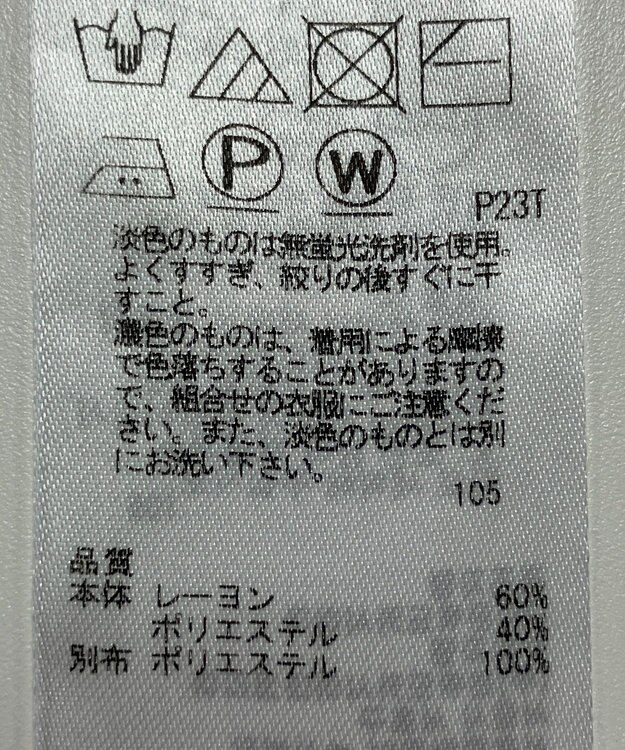 P W
P23T
淡色のものは無蛍光洗剤を使用。
よくすすぎ、絞りの後すぐに干
すこと。
濃色のものは、着用による摩擦
で色落ちすることがありますの
で、組合せの衣服にご注意くだ
さい。また、淡色のものとは別
にお洗い下さい。
105
品質
本体 レーヨン 60%
ポリエステル 40%
別布 ポリエステル 100%